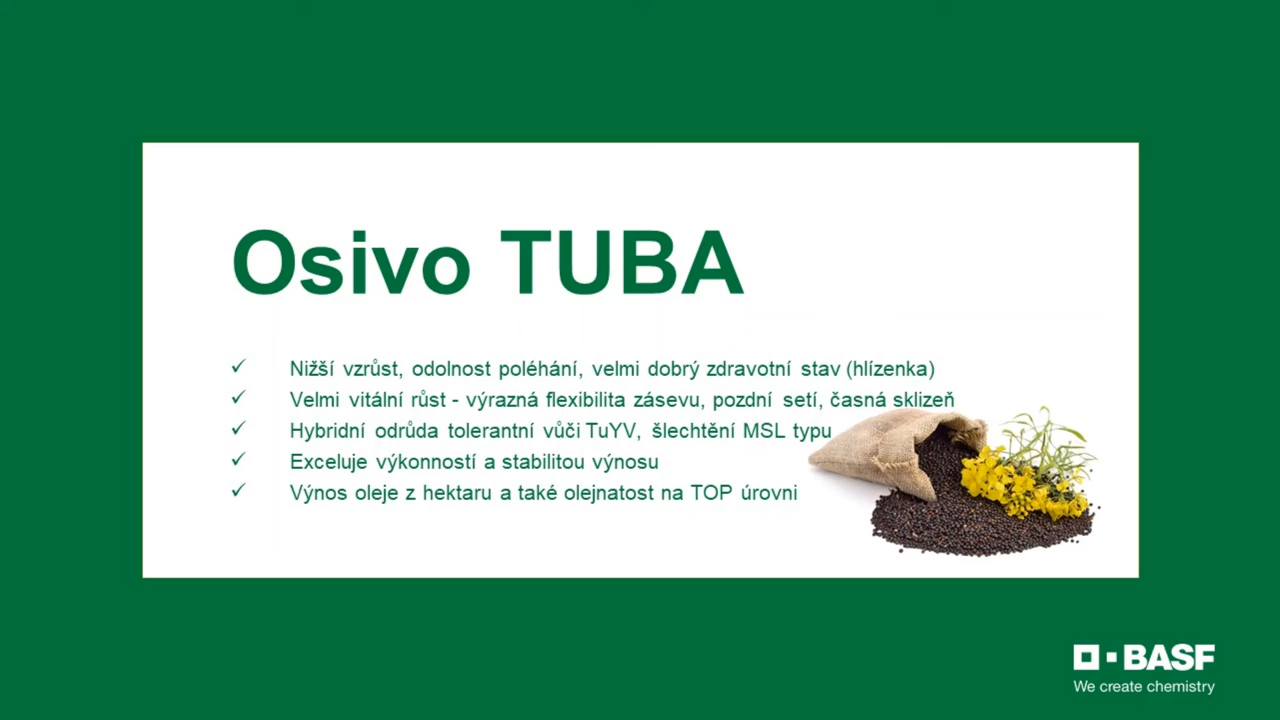 Osivo TUBA
✓ Nižší vzrůst, odolnost poléhání, velmi dobrý zdravotní stav (hlízenka)
✓ Velmi vitální růst - výrazná flexibilita zásevu, pozdní setí, časná sklizeň
✓ Hybridní odrůda tolerantní vůči TuYV, šlechtění MSL typu
✓ Exceluje výkonností a stabilitou výnosu
✓ Výnos oleje z hektaru a také olejnatost na TOP úrovni
BASF
We create chemistry